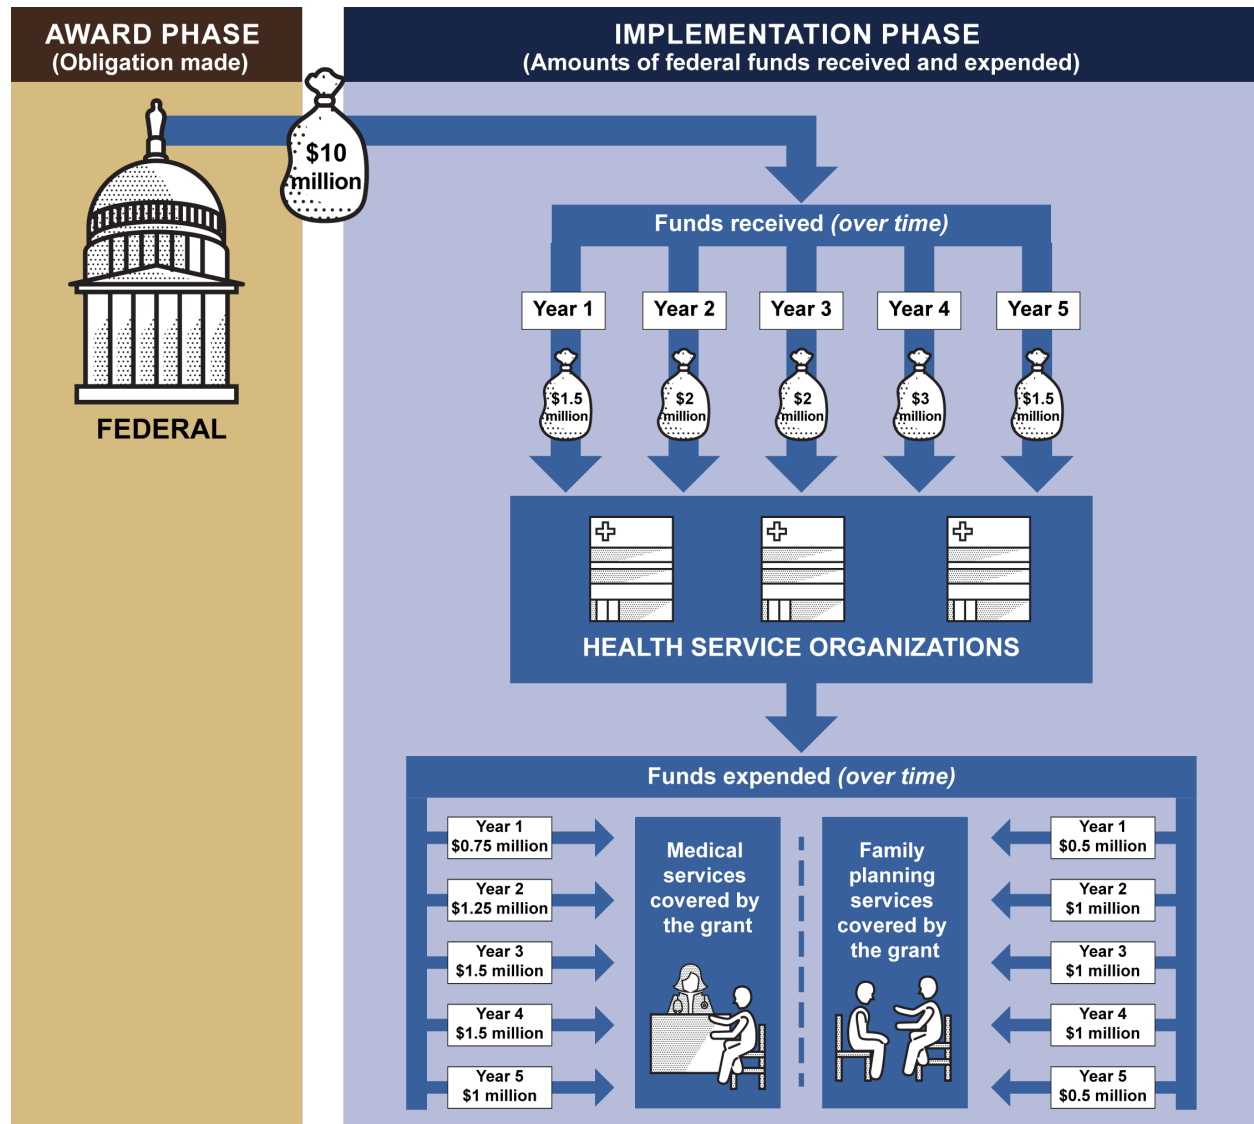 AWARD PHASE
(Obligation made)
IMPLEMENTATION PHASE
(Amounts of federal funds received and expended)
$10
million
FEDERAL
Funds received (over time)
Year 1
Year 2
Year 3
Year 4
Year 5
$1.5
million
$2
million
$2
million
$3
million
$1.5
million
HEALTH SERVICE ORGANIZATIONS
Funds expended (over time)
Year 1
$0.75 million
Year 2
$1.25 million
Year 3
$1.5 million
Year 4
$1.5 million
Year 5
$1 million
Medical
services
covered by
the grant
Family
planning
services
covered by
the grant
Year 1
$0.5 million
Year 2
$1 million
Year 3
$1 million
Year 4
$1 million
Year 5
$0.5 million